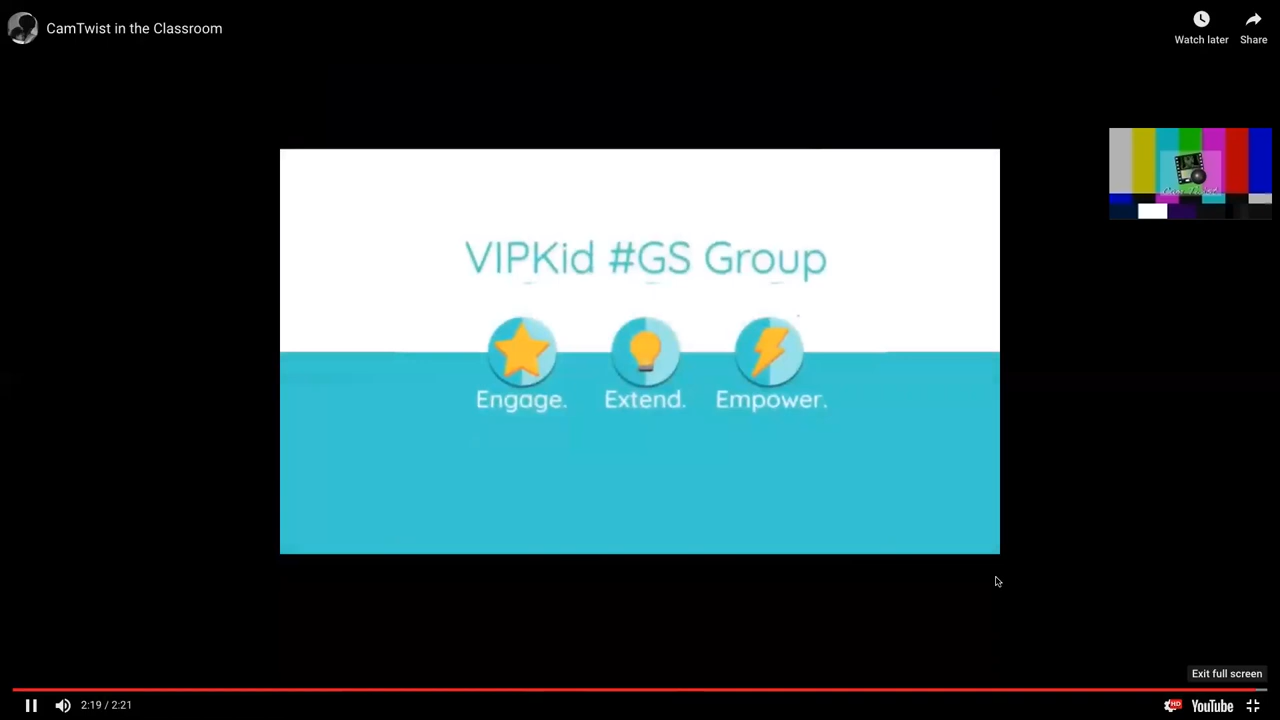 CamTwist in the Classroom
Watch later
Share
VIPKid #GS Group
Engage.
Extend.
Empower.
Exit full screen
2:19 / 2:21
HD
YouTube